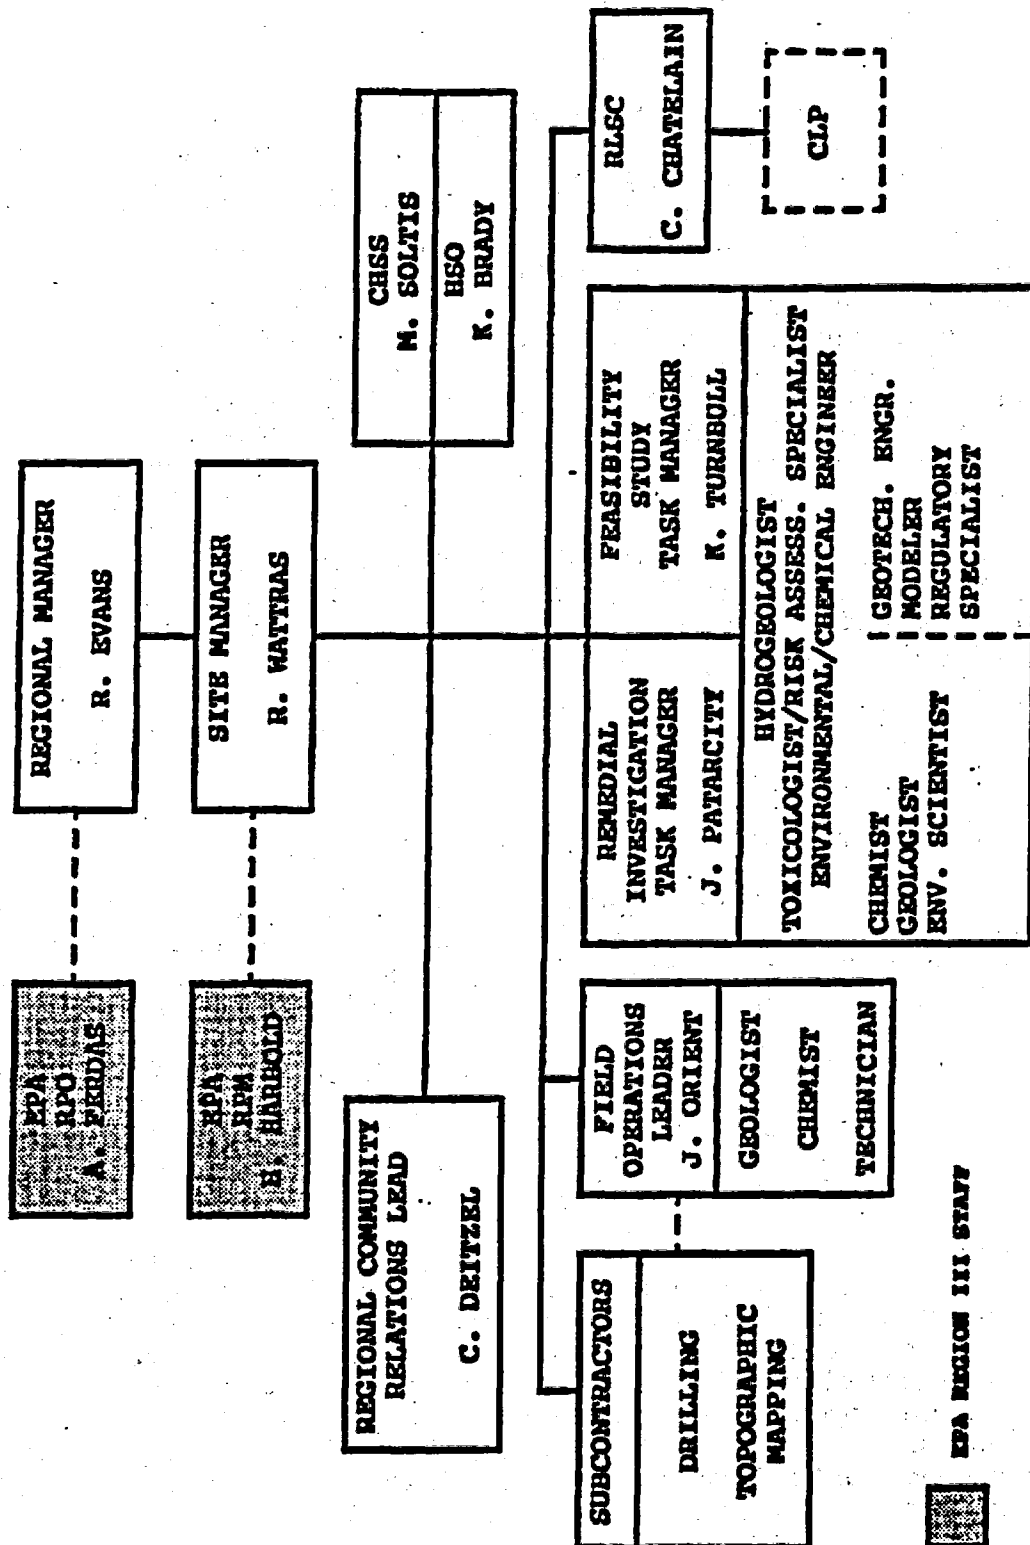 EPA
RPO
A. FERDAS
REGIONAL MANAGER
R. EVANS
EPA
RPM
H. HARBOLD
SITE MANAGER
R. WATTRAS
REGIONAL COMMUNITY
RELATIONS LEAD
C. DEITZEL
CHSS
M. SOLTIS
HSO
K. BRADY
SUBCONTRACTORS
DRILLING
TOPOGRAPHIC
MAPPING
FIELD
OPERATIONS
LEADER
J. ORIENT
GEOLOGIST
CHEMIST
TECHNICIAN
REMEDIAL
INVESTIGATION
TASK MANAGER
J. PATARCITY
FEASIBILITY
STUDY
TASK MANAGER
K. TURNBULL
HYDROGEOLOGIST
TOXICOLOGIST/RISK ASSESS. SPECIALIST
ENVIRONMENTAL/CHEMICAL ENGINEER
CHEMIST
GEOLOGIST
ENV. SCIENTIST
GEOTECH. ENGR.
MODELER
REGULATORY
SPECIALIST
RLSC
C. CHATELAIN
CLP
EPA REGION III STAFF